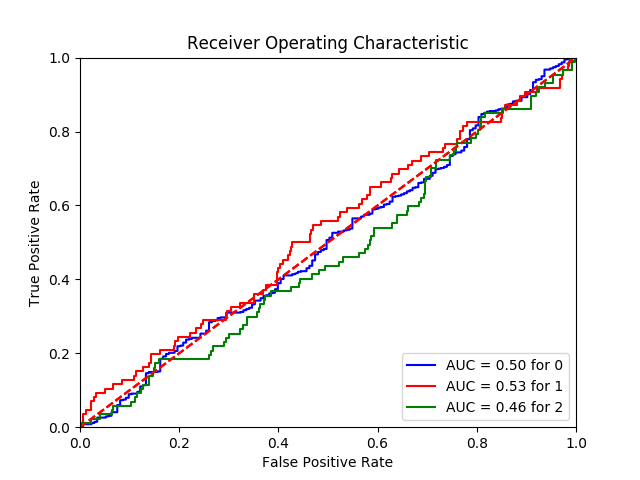 Receiver Operating Characteristic
1.0
0.8
0.6
0.4
0.2
0.0
True Positive Rate
AUC = 0.50 for 0
AUC = 0.53 for 1
AUC = 0.46 for 2
0.0 0.2 0.4 0.6 0.8 1.0
False Positive Rate